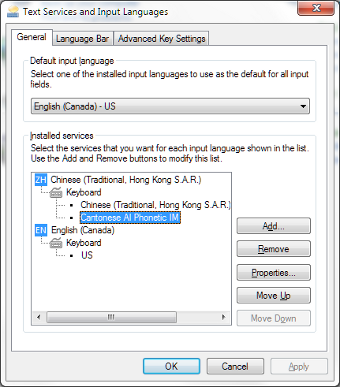 Text Services and Input Languages
General
Language Bar
Advanced Key Settings
Default input language
Select one of the installed input languages to use as the default for all input
fields.
English (Canada) - US
Installed services
Select the services that you want for each input language shown in the list.
Use the Add and Remove buttons to modify this list.
ZH Chinese (Traditional, Hong Kong S.A.R.)
Keyboard
Chinese (Traditional, Hong Kong S.A.R.)
Cantonese AI Phonetic IM
EN English (Canada)
Keyboard
US
Add...
Remove
Properties...
Move Up
Move Down
OK
Cancel
Apply